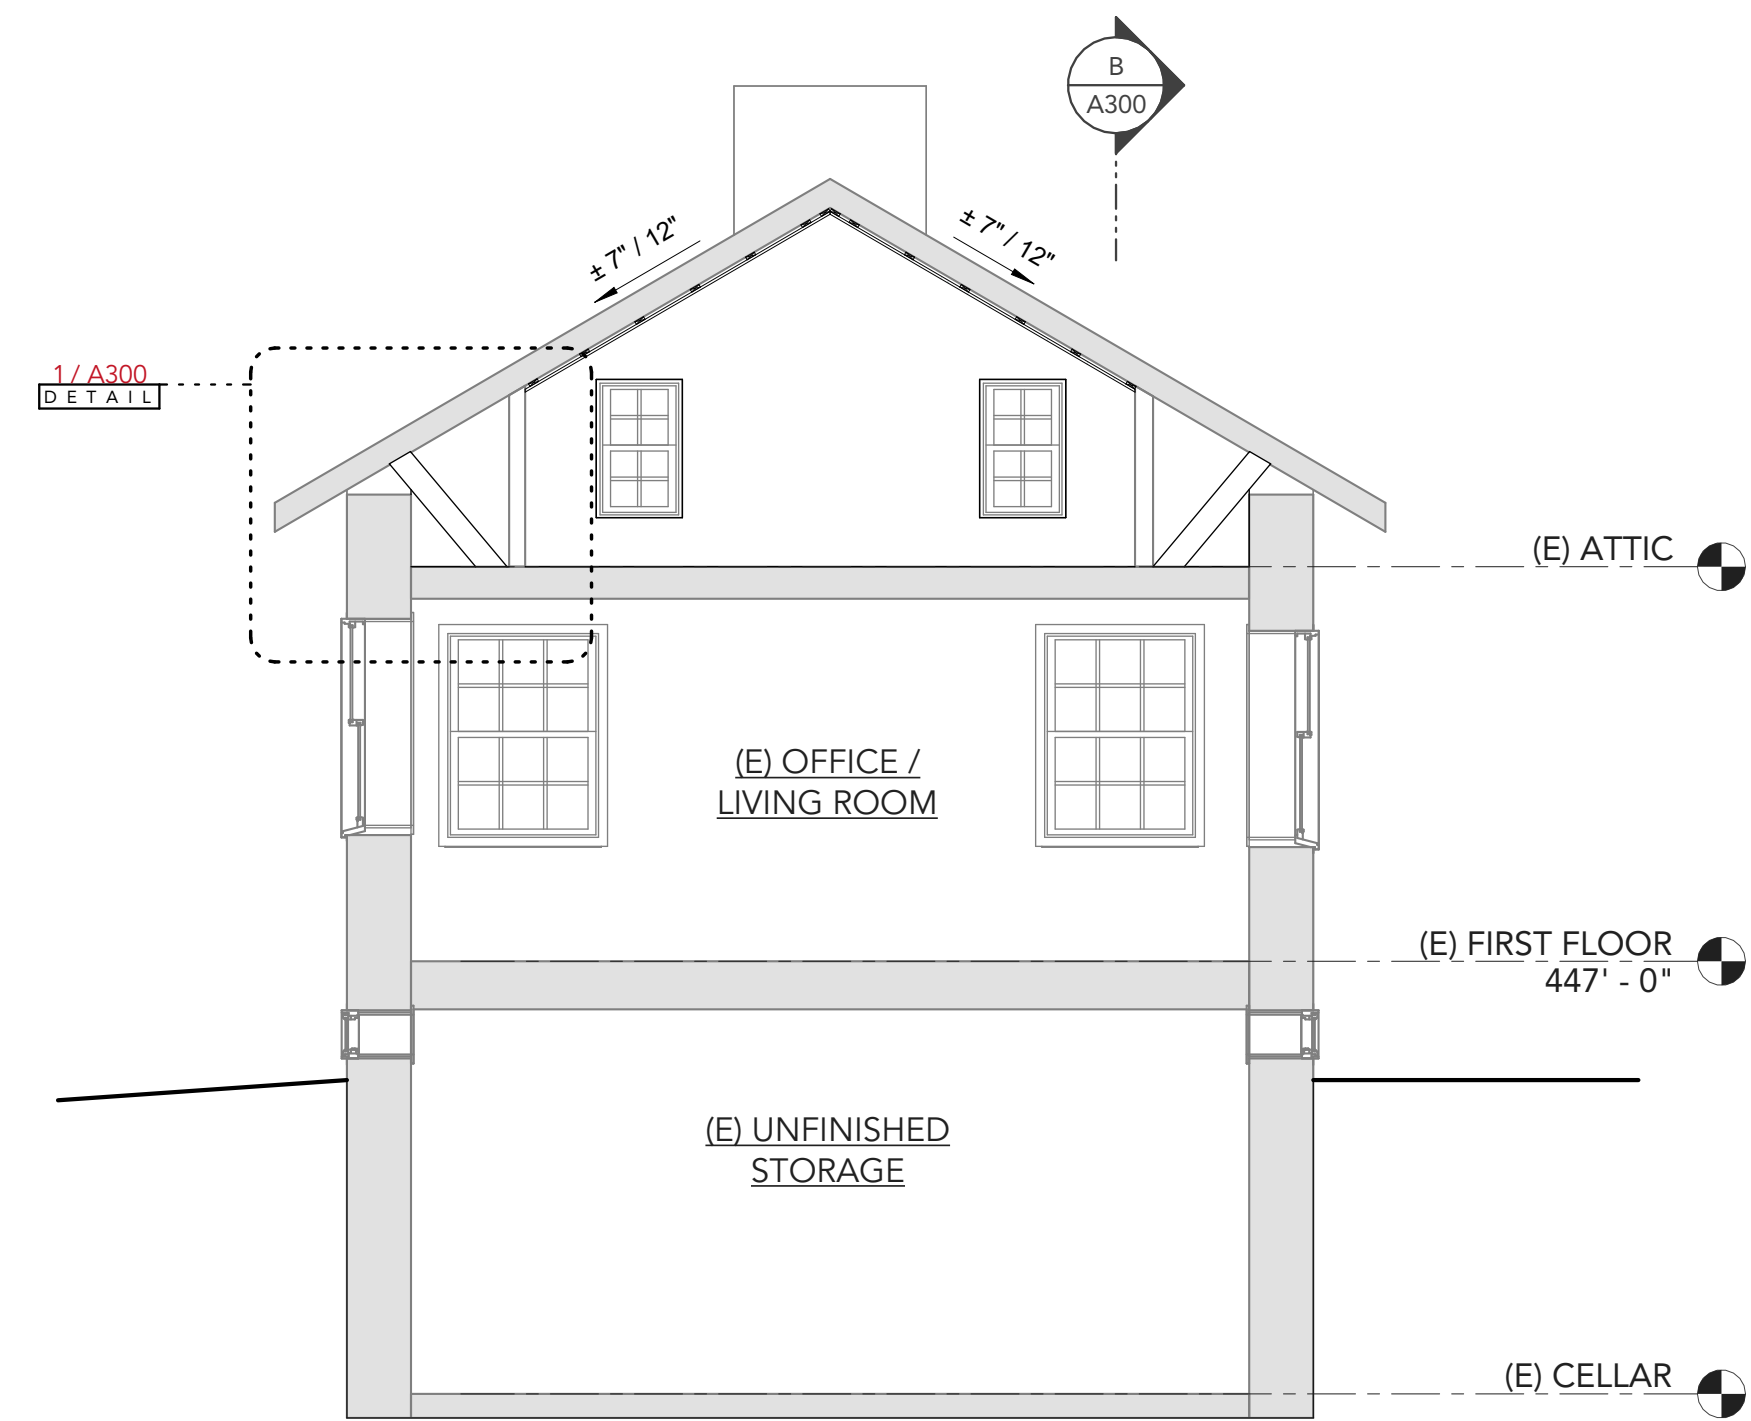 B
A300
± 7" / 12"
± 7" / 12"
1 / A300
DETAIL
(E) ATTIC
(E) OFFICE /
LIVING ROOM
(E) FIRST FLOOR
447' - 0"
(E) UNFINISHED
STORAGE
(E) CELLAR